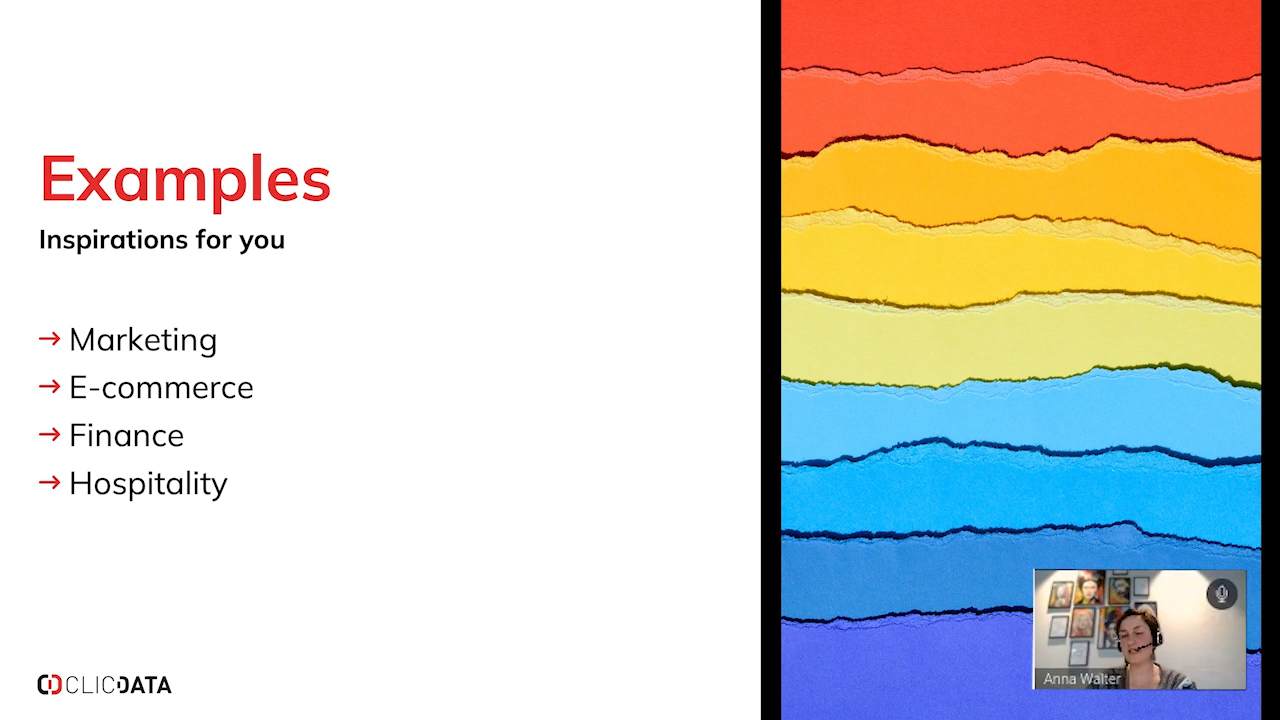 Examples
Inspirations for you
→ Marketing
→ E-commerce
→ Finance
→ Hospitality
CLICDATA
Anna Walter